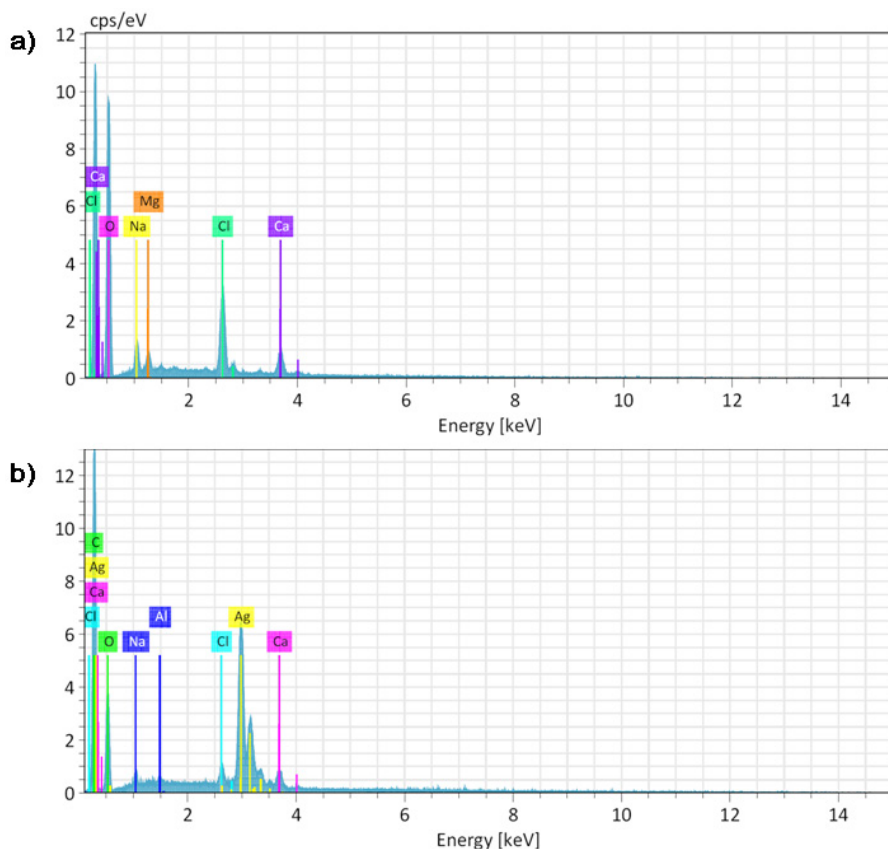 a)
cps/eV
12
10
8
6
4
2
0
Ca
Cl
O
Na
Mg
Cl
Ca
2 4 6 8 10 12 14
Energy [keV]
b)
12
10
8
6
4
2
0
C
Ag
Ca
Cl
O
Na
Al
Cl
Ag
Ca
2 4 6 8 10 12 14
Energy [keV]